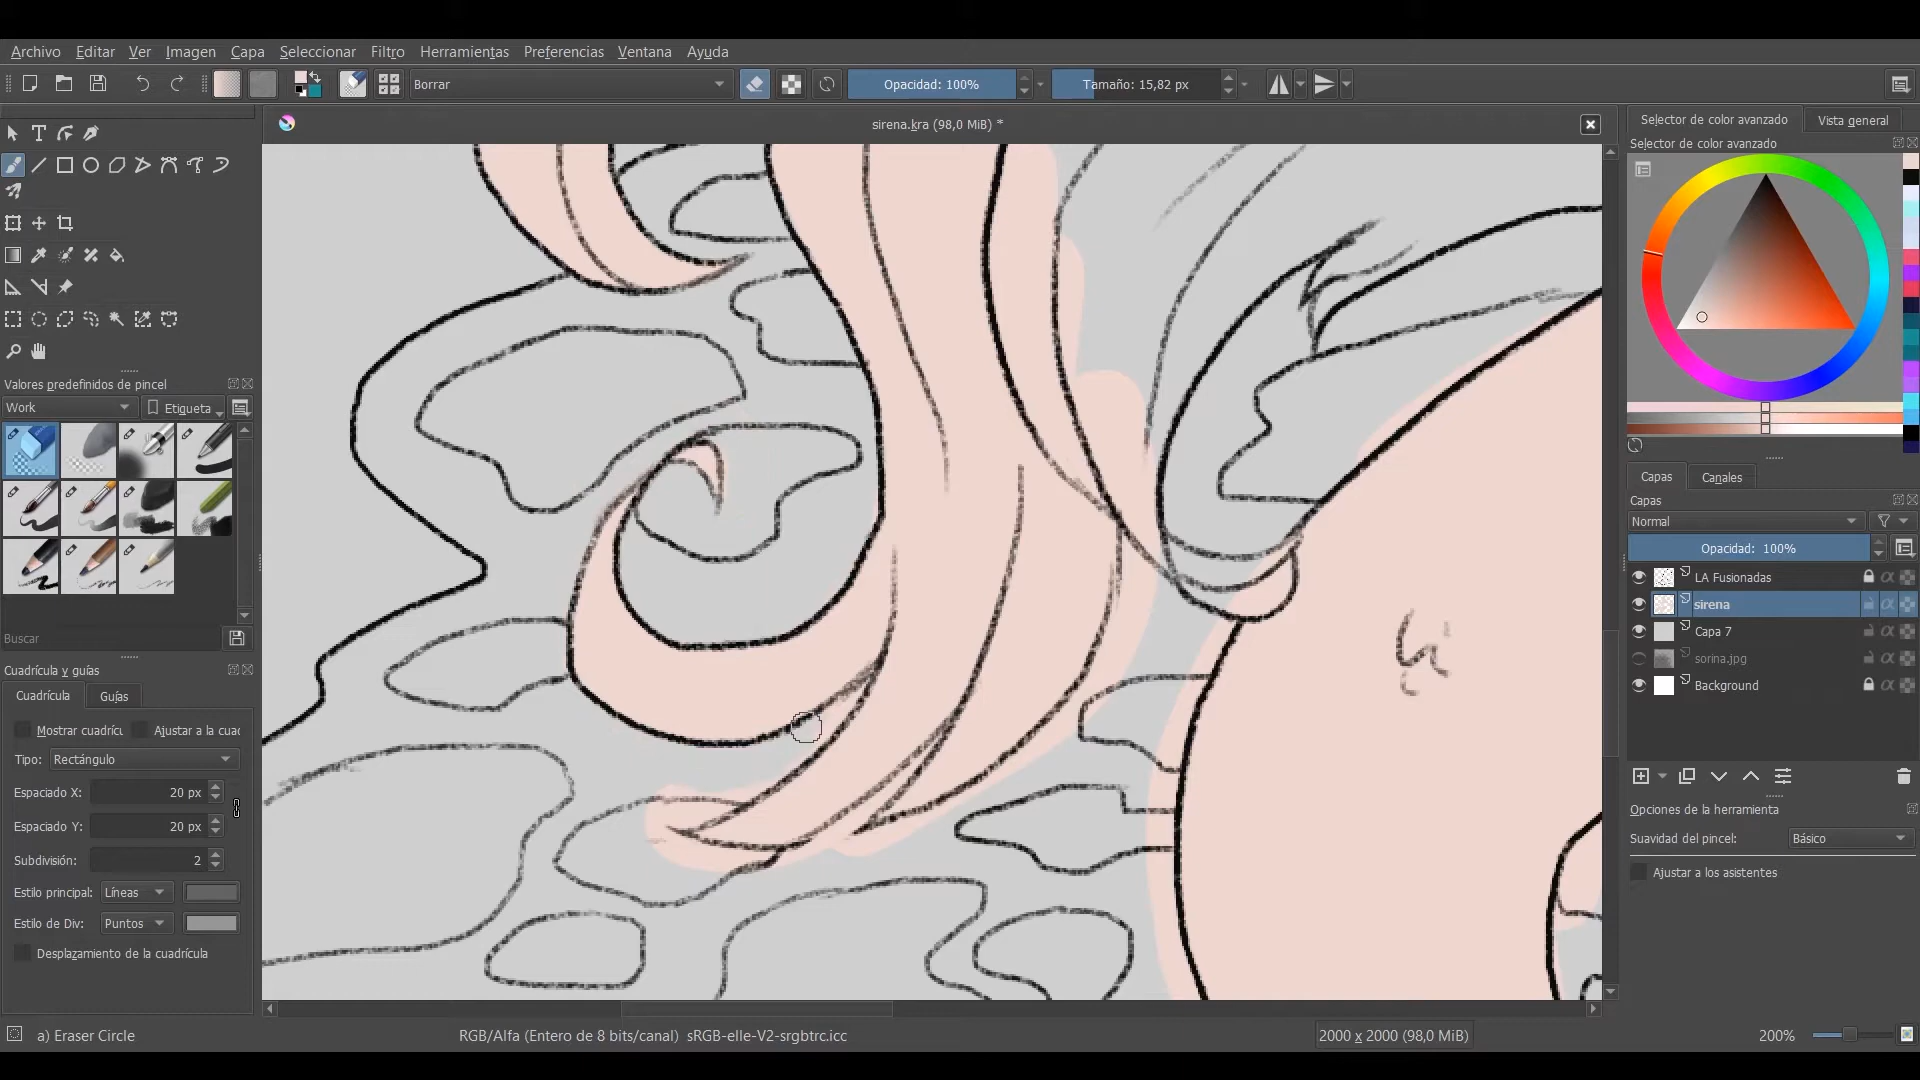 Archivo Editar Ver Imagen Capa Seleccionar Filtro Herramientas Preferencias Ventana Ayuda
Borrar Opacidad: 100% Tamaño: 15,82 px
sirena.kra (98,0 MiB) *
Selector de color avanzado Vista general
Selector de color avanzado
Valores predefinidos de pincel
Work Etiqueta
Buscar
Cuadrícula y guías
Cuadrícula Guías
Mostrar cuadrícu Ajustar a la cuac
Tipo: Rectángulo
Espaciado X: 20 px
Espaciado Y: 20 px
Subdivisión: 2
Estilo principal: Líneas
Estilo de Div: Puntos
Desplazamiento de la cuadrícula
Capas Canales
Capas
Normal
Opacidad: 100%
LA Fusionadas
sirena
Capa 7
sorina.jpg
Background
Opciones de la herramienta
Suavidad del pincel: Básico
Ajustar a los asistentes
a) Eraser Circle RGB/Alfa (Entero de 8 bits/canal) sRGB-elle-V2-srgbtrc.icc 2000 x 2000 (98,0 MiB) 200%